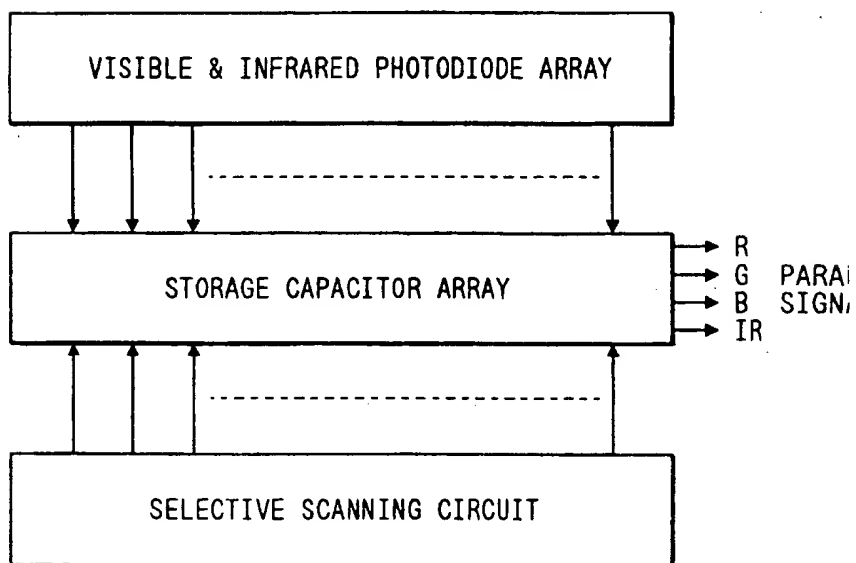 VISIBLE & INFRARED PHOTODIODE ARRAY
STORAGE CAPACITOR ARRAY
R
G
B
IR
SELECTIVE SCANNING CIRCUIT